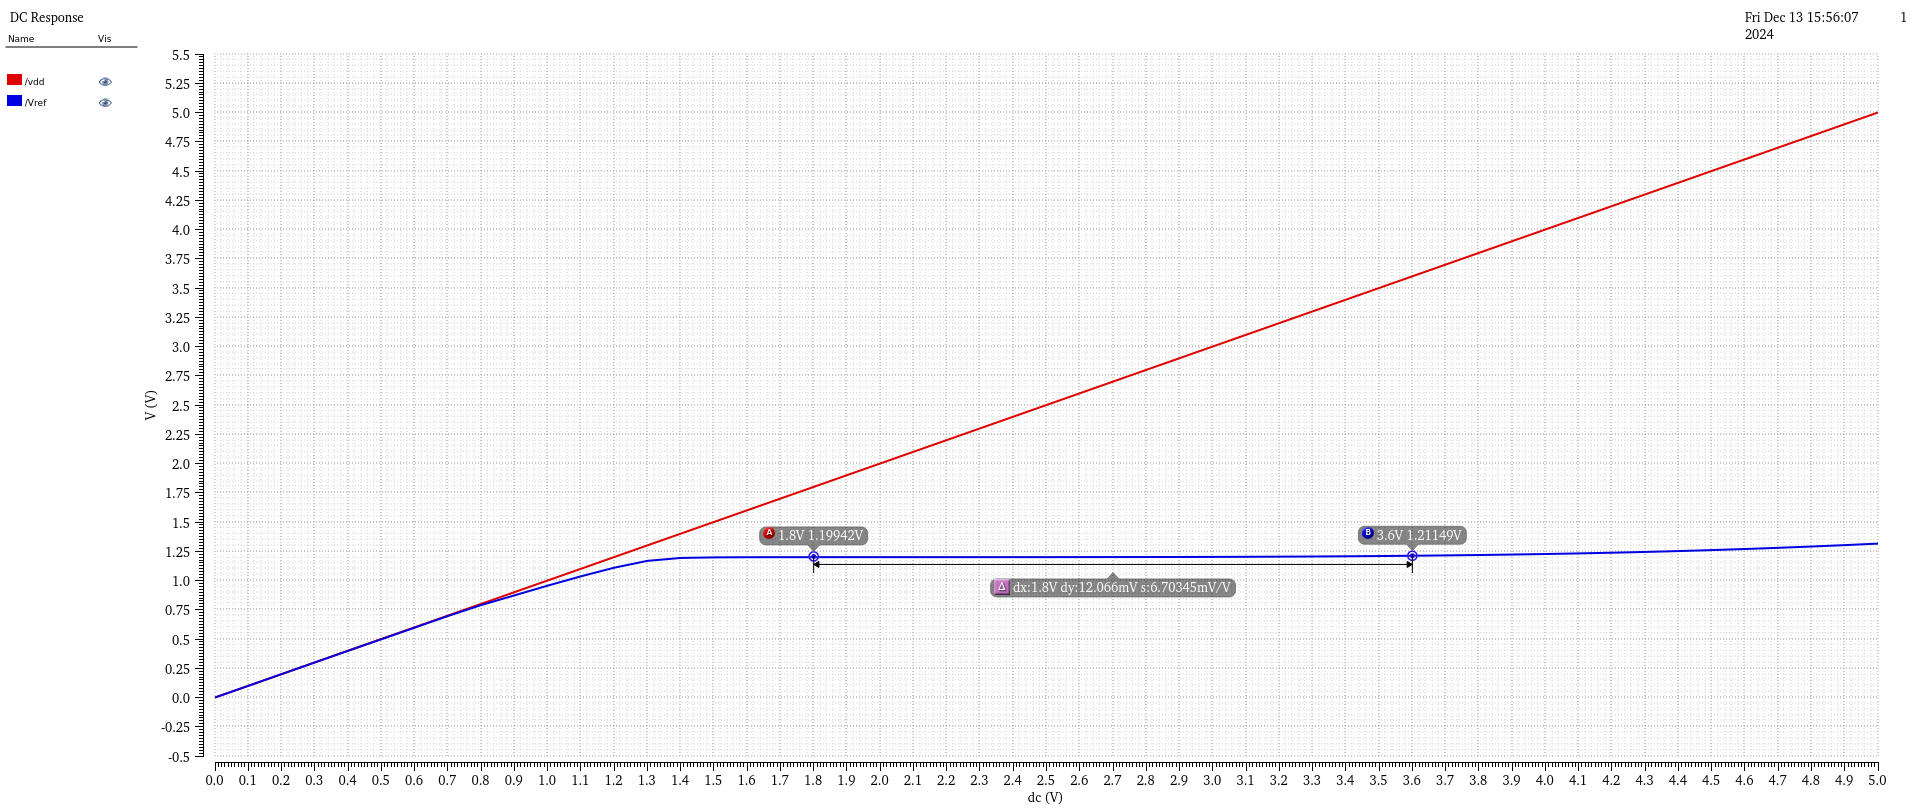 DC Response
Fri Dec 13 15:56:07 1
2024
Name Vis
/vdd
/Vref
5.5
5.25
5.0
4.75
4.5
4.25
4.0
3.75
3.5
3.25
3.0
2.75
2.5
2.25
2.0
1.75
1.5
1.25
1.0
0.75
0.5
0.25
0.0
-0.25
-0.5
V (V)
A 1.8V 1.19942V
B 3.6V 1.21149V
Δ dx:1.8V dy:12.066mV s:6.70345mV/V
0.0 0.1 0.2 0.3 0.4 0.5 0.6 0.7 0.8 0.9 1.0 1.1 1.2 1.3 1.4 1.5 1.6 1.7 1.8 1.9 2.0 2.1 2.2 2.3 2.4 2.5 2.6 2.7 2.8 2.9 3.0 3.1 3.2 3.3 3.4 3.5 3.6 3.7 3.8 3.9 4.0 4.1 4.2 4.3 4.4 4.5 4.6 4.7 4.8 4.9 5.0
dc (V)